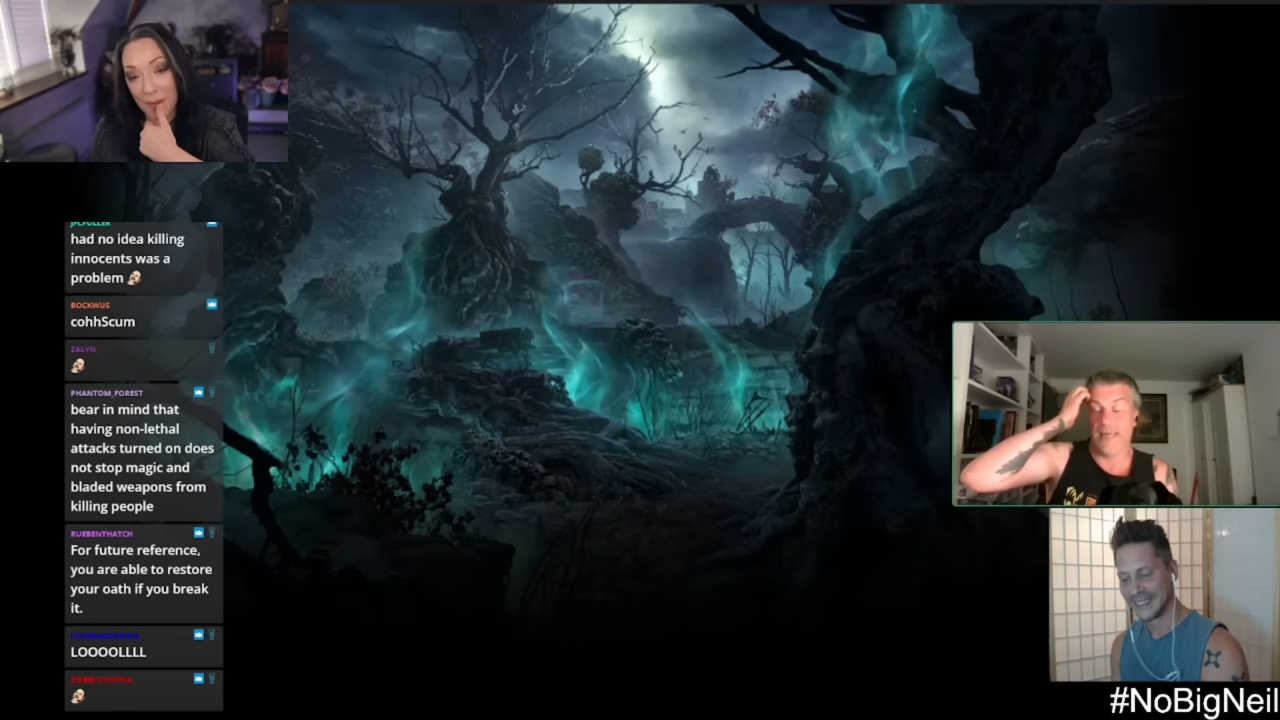 JPLFULLER
had no idea killing
innocents was a
problem
BOCKWUS
cohhScum
ZALYN
PHANTOM_FOREST
bear in mind that
having non-lethal
attacks turned on does
not stop magic and
bladed weapons from
killing people
RUEBENTHATCH
For future reference,
you are able to restore
your oath if you break
it.
LOOOOLLLL
#NoBigNeil